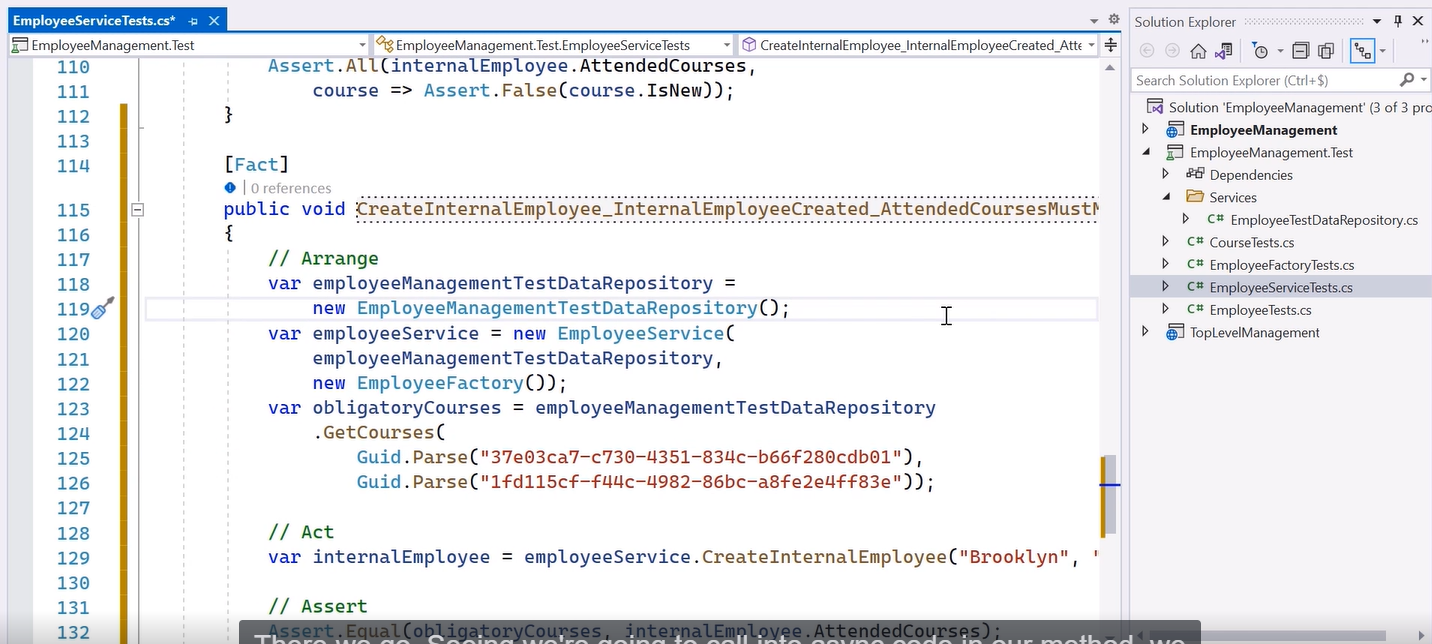 EmployeeServiceTests.cs*
EmployeeManagement.Test
EmployeeManagement.Test.EmployeeServiceTests
CreateInternalEmployee_InternalEmployeeCreated_Atte
110 Assert.All(internalEmployee.AttendedCourses,
111 course => Assert.False(course.IsNew));
112 }
113
114 [Fact]
0 references
115 public void CreateInternalEmployee_InternalEmployeeCreated_AttendedCoursesMustM
116 {
117 // Arrange
118 var employeeManagementTestDataRepository =
119 new EmployeeManagementTestDataRepository();
120 var employeeService = new EmployeeService(
121 employeeManagementTestDataRepository,
122 new EmployeeFactory());
123 var obligatoryCourses = employeeManagementTestDataRepository
124 .GetCourses(
125 Guid.Parse("37e03ca7-c730-4351-834c-b66f280cdb01"),
126 Guid.Parse("1fd115cf-f44c-4982-86bc-a8fe2e4ff83e"));
127
128 // Act
129 var internalEmployee = employeeService.CreateInternalEmployee("Brooklyn", "
130
131 // Assert
132 Assert.Equal(obligatoryCourses, internalEmployee.AttendedCourses);
There we go. Seeing we're going to call into async code in our method, we
Solution Explorer
Search Solution Explorer (Ctrl+$)
Solution 'EmployeeManagement' (3 of 3 pro
EmployeeManagement
EmployeeManagement.Test
Dependencies
Services
C# EmployeeTestDataRepository.cs
C# CourseTests.cs
C# EmployeeFactoryTests.cs
C# EmployeeServiceTests.cs
C# EmployeeTests.cs
TopLevelManagement